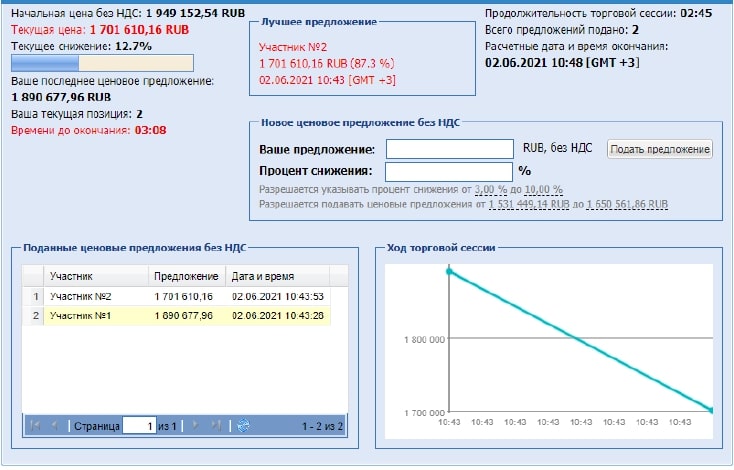 Начальная цена без НДС: 1 949 152,54 RUB
Текущая цена: 1 701 610,16 RUB
Текущее снижение: 12.7%
Ваше последнее ценовое предложение:
1 890 677,96 RUB
Ваша текущая позиция: 2
Времени до окончания: 03:08
Лучшее предложение
Участник №2
1 701 610,16 RUB (87.3 %)
02.06.2021 10:43 [GMT +3]
Продолжительность торговой сессии: 02:45
Всего предложений подано: 2
Расчетные дата и время окончания:
02.06.2021 10:48 [GMT +3]
Новое ценовое предложение без НДС
Ваше предложение: RUB, без НДС Подать предложение
Процент снижения: %
Разрешается указывать процент снижения от 3,00 % до 10,00 %
Разрешается подавать ценовые предложения от 1 531 449,14 RUB до 1 650 561,86 RUB
Поданные ценовые предложения без НДС
Участник Предложение Дата и время
1 Участник №2 1 701 610,16 02.06.2021 10:43:53
2 Участник №1 1 890 677,96 02.06.2021 10:43:28
Страница 1 из 1 1 - 2 из 2
Ход торговой сессии
1 800 000
1 700 000
10:43 10:43 10:43 10:43 10:43 10:43 10:43